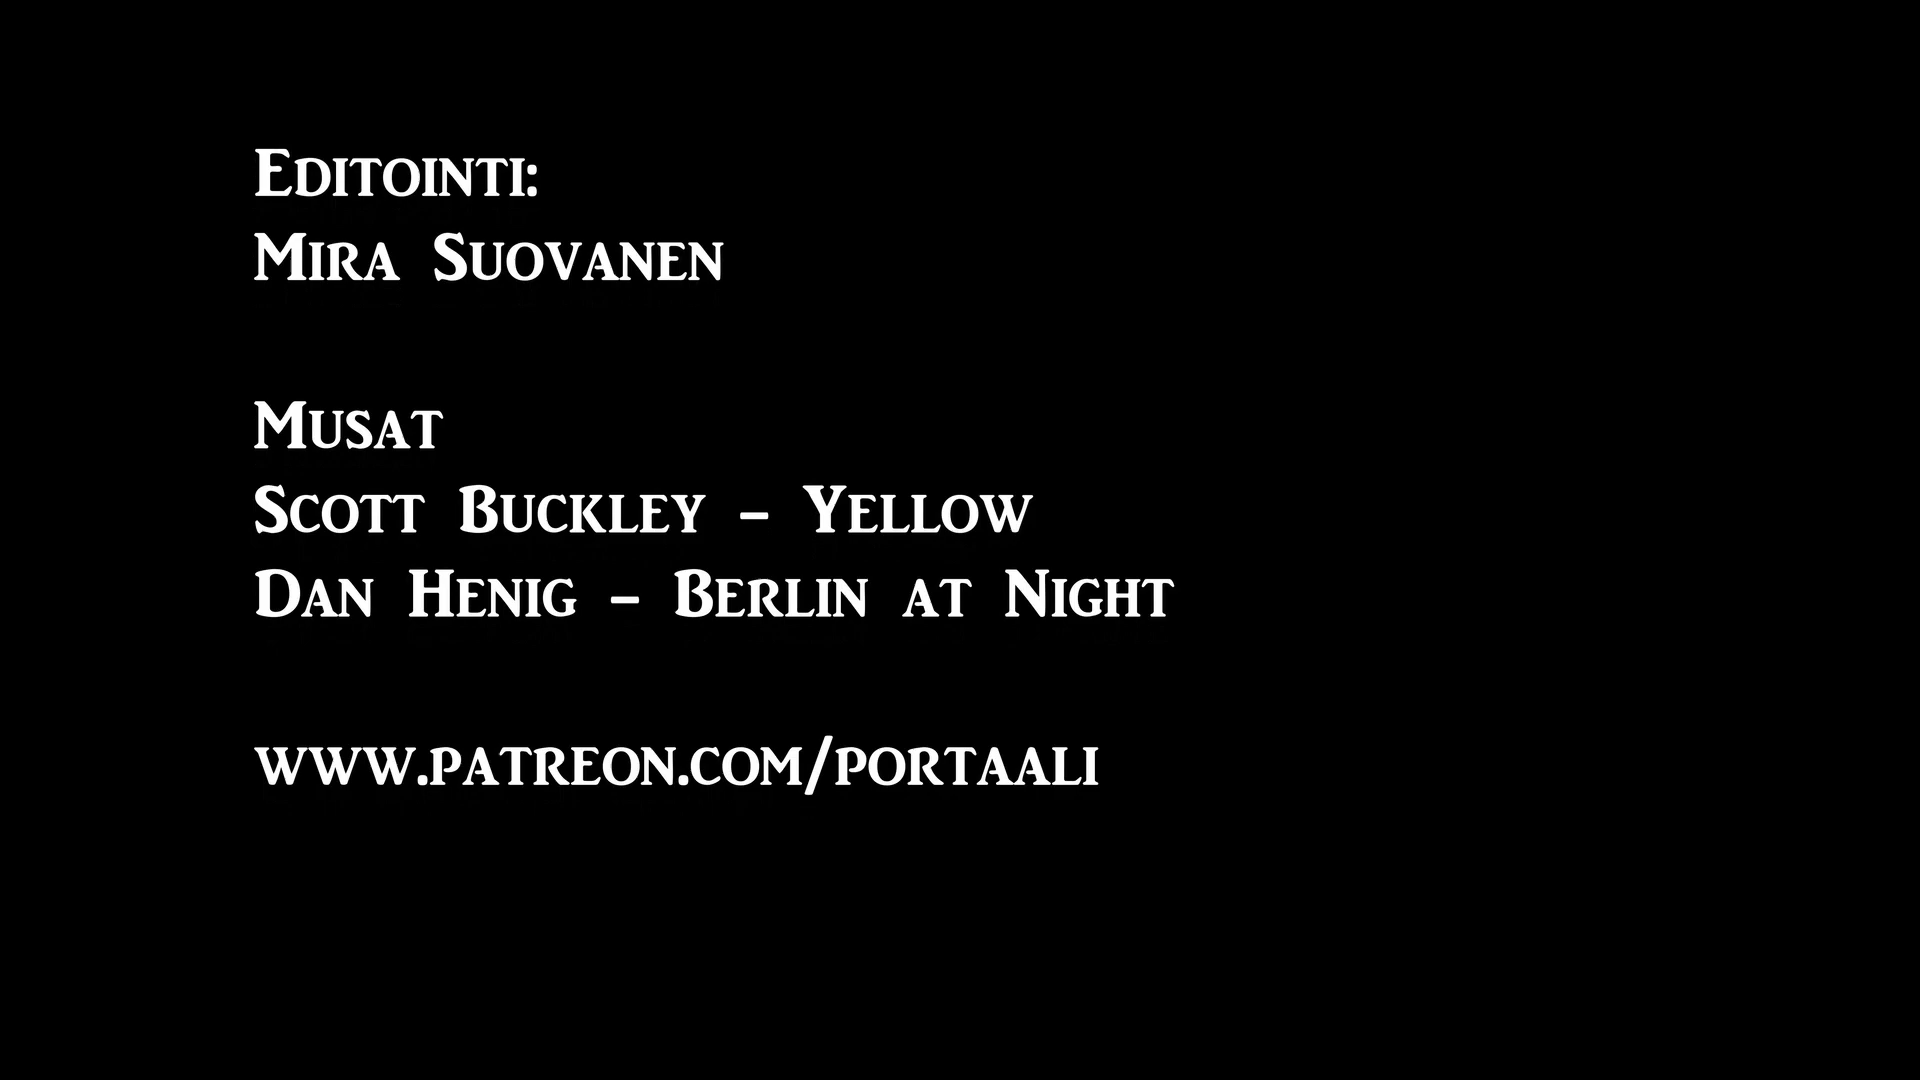 Editointi:
Mira Suovanen
Musat
Scott Buckley – Yellow
Dan Henig – Berlin at Night
www.patreon.com/portaali